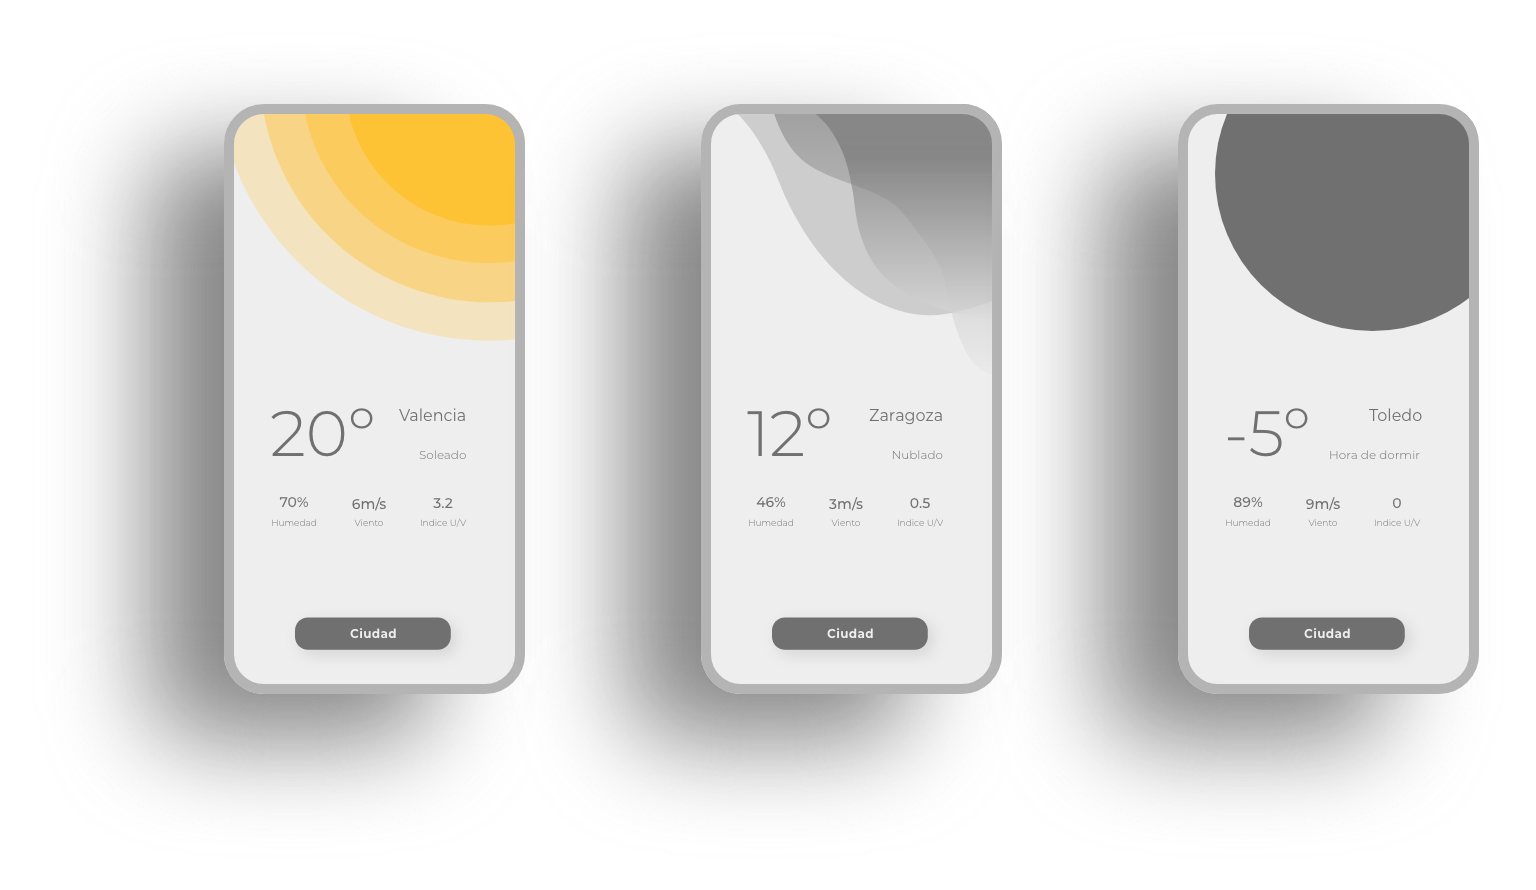 20°
Valencia
Soleado
70%
6m/s
3.2
Humedad
Viento
Indice U/V
Ciudad
12°
Zaragoza
Nublado
46%
3m/s
0.5
Humedad
Viento
Indice U/V
Ciudad
-5°
Toledo
Hora de dormir
89%
9m/s
0
Humedad
Viento
Indice U/V
Ciudad